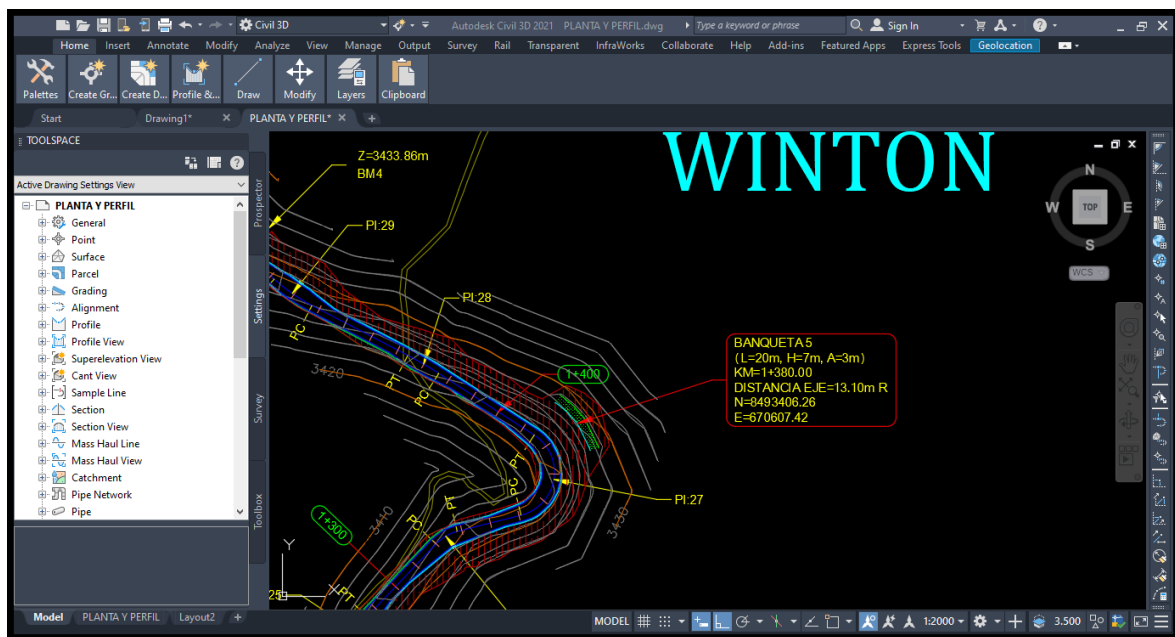 Civil 3D
Autodesk Civil 3D 2021 PLANTA Y PERFIL.dwg
Type a keyword or phrase
Sign In
Home Insert Annotate Modify Analyze View Manage Output Survey Rail Transparent InfraWorks Collaborate Help Add-ins Featured Apps Express Tools Geolocation
Palettes Create Gr... Create D... Profile &... Draw Modify Layers Clipboard
Start Drawing1* PLANTA Y PERFIL*
TOOLSPACE
Active Drawing Settings View
PLANTA Y PERFIL
General
Point
Surface
Parcel
Grading
Alignment
Profile
Profile View
Superelevation View
Cant View
Sample Line
Section
Section View
Mass Haul Line
Mass Haul View
Catchment
Pipe Network
Pipe
Prospector
Settings
Survey
Toolbox
WINTON
Z=3433.86m
BM4
PI:29
PI:28
PC
3420
PT
PC
1+400
BANQUETA 5
(L=20m, H=7m, A=3m)
KM=1+380.00
DISTANCIA EJE=13.10m R
N=8493406.26
E=670607.42
PT
PC
PI:27
PT
PC
1+300
3410
3430
Y
X
PT
25
N
W TOP E
S
WCS
Model PLANTA Y PERFIL Layout2
MODEL 1:2000 3.500